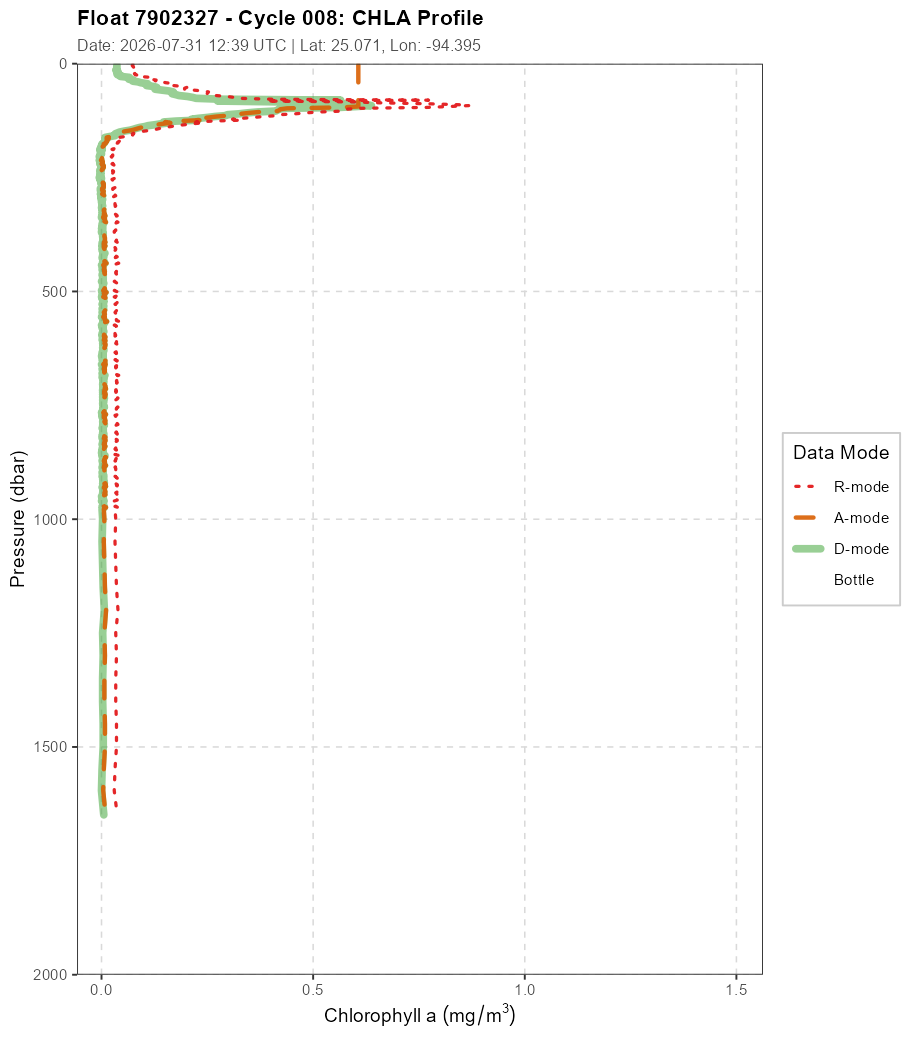 Float 7902327 - Cycle 008: CHLA Profile
Date: 2026-07-31 12:39 UTC | Lat: 25.071, Lon: -94.395
0
500
1000
1500
2000
Pressure (dbar)
0.0 0.5 1.0 1.5
Chlorophyll a (mg/m³)
Data Mode
R-mode
A-mode
D-mode
Bottle